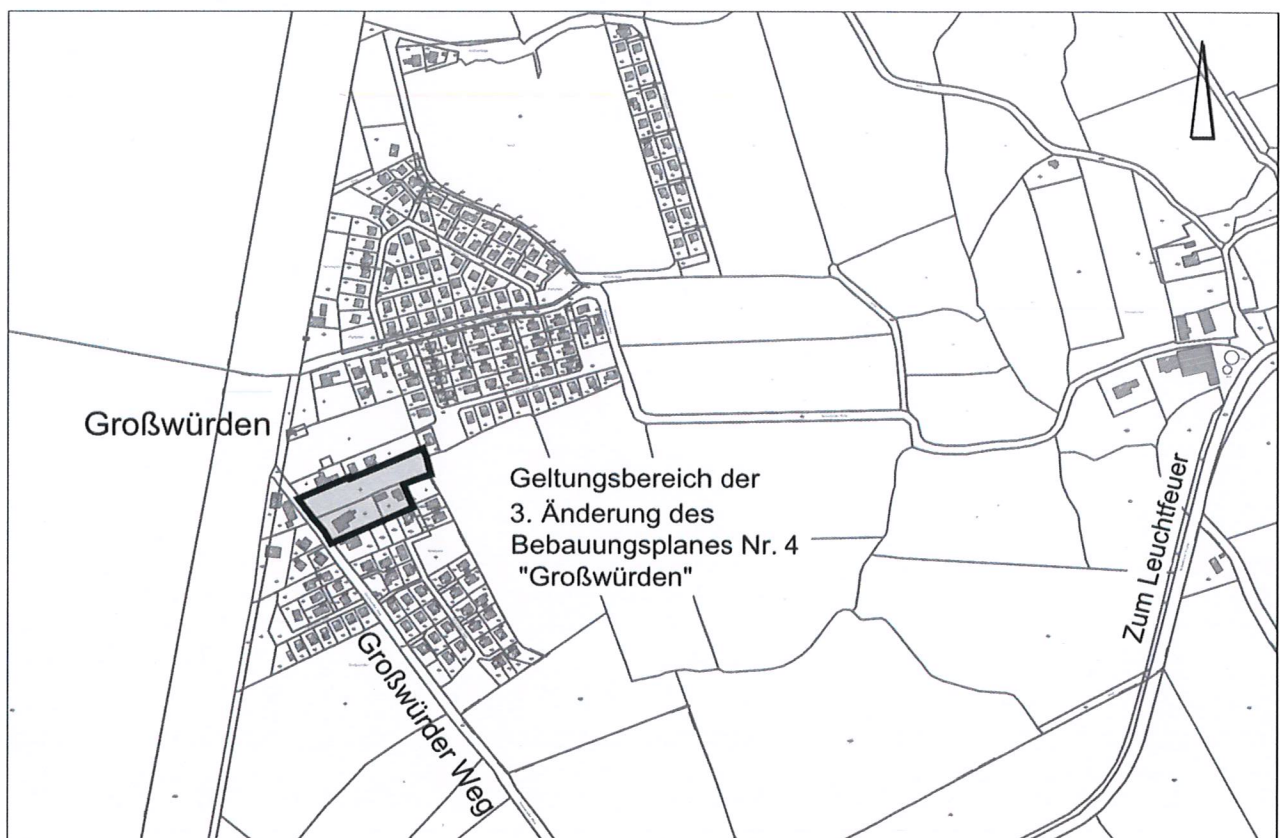 Großwürden
Geltungsbereich der
3. Änderung des
Bebauungsplanes Nr. 4
"Großwürden"
Zum Leuchtfeuer
Großwürder Weg